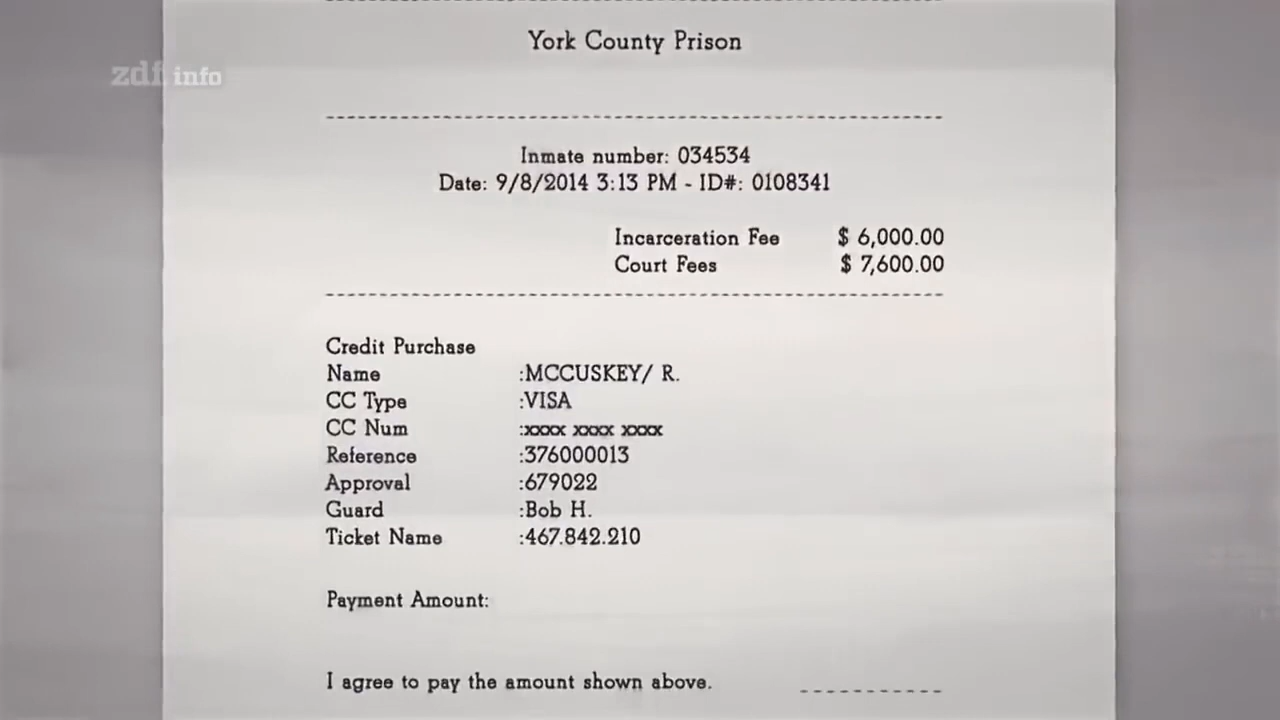 York County Prison
zdf info
Inmate number: 034534
Date: 9/8/2014 3:13 PM - ID#: 0108341
Incarceration Fee $ 6,000.00
Court Fees $ 7,600.00
Credit Purchase
Name :MCCUSKEY/ R.
CC Type :VISA
CC Num :xxxx xxxx xxxx
Reference :376000013
Approval :679022
Guard :Bob H.
Ticket Name :467.842.210
Payment Amount:
I agree to pay the amount shown above.